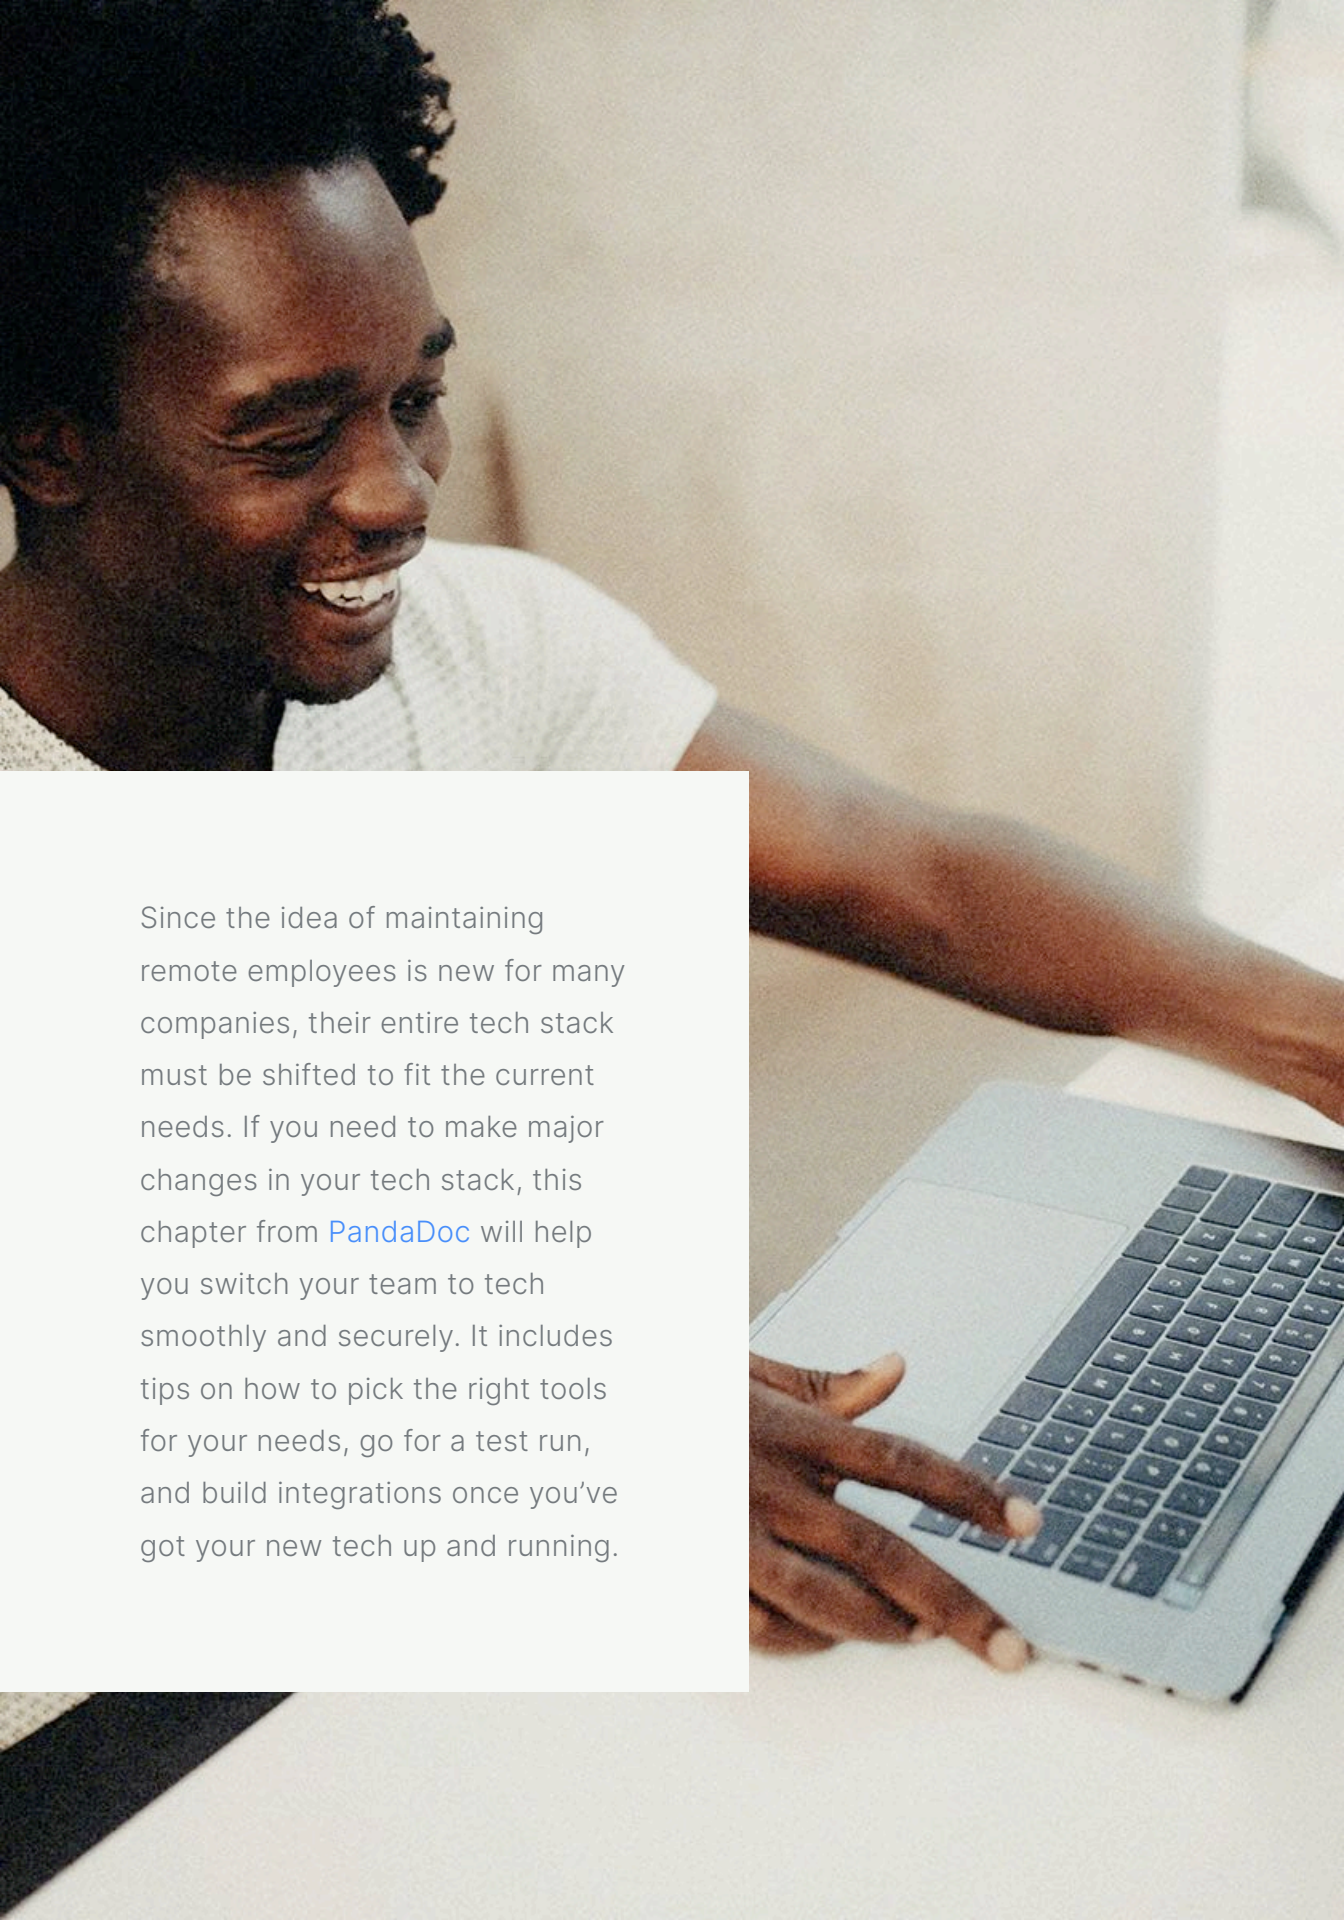 Since the idea of maintaining
remote employees is new for many
companies, their entire tech stack
must be shifted to fit the current
needs. If you need to make major
changes in your tech stack, this
chapter from PandaDoc will help
you switch your team to tech
smoothly and securely. It includes
tips on how to pick the right tools
for your needs, go for a test run,
and build integrations once you’ve
got your new tech up and running.